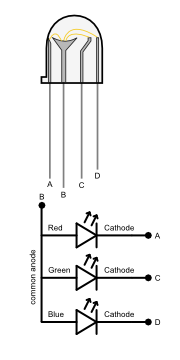 A B C D
B
Red Cathode A
Green Cathode C
Blue Cathode D
common anode